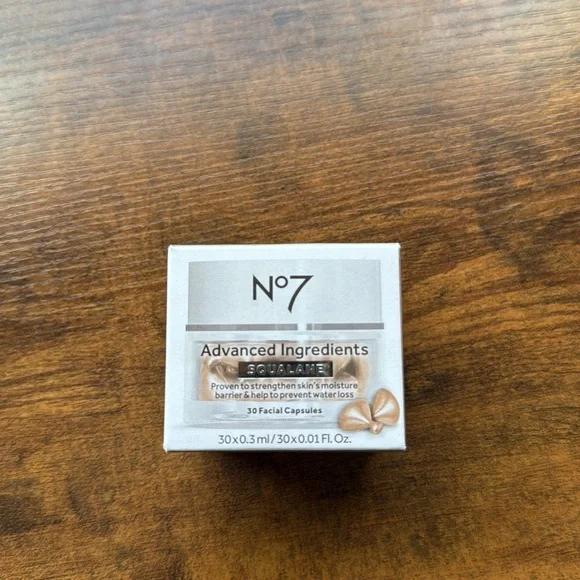 No7
Advanced Ingredients
SQUALANE
Proven to strengthen skin's moisture
barrier & help to prevent water loss
30 Facial Capsules
30 x 0.3 ml / 30 x 0.01 Fl. Oz.